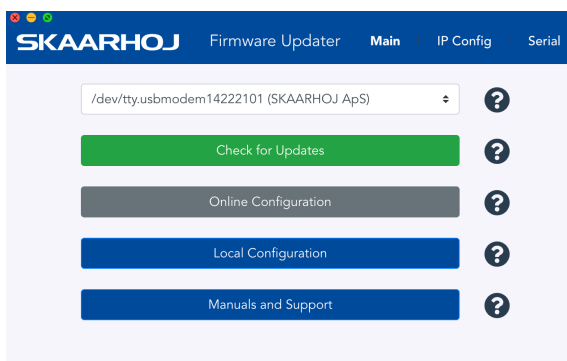 SKAARHOJ Firmware Updater Main IP Config Serial
/dev/tty.usbmodem14222101 (SKAARHOJ ApS)
?
Check for Updates
?
Online Configuration
?
Local Configuration
?
Manuals and Support
?